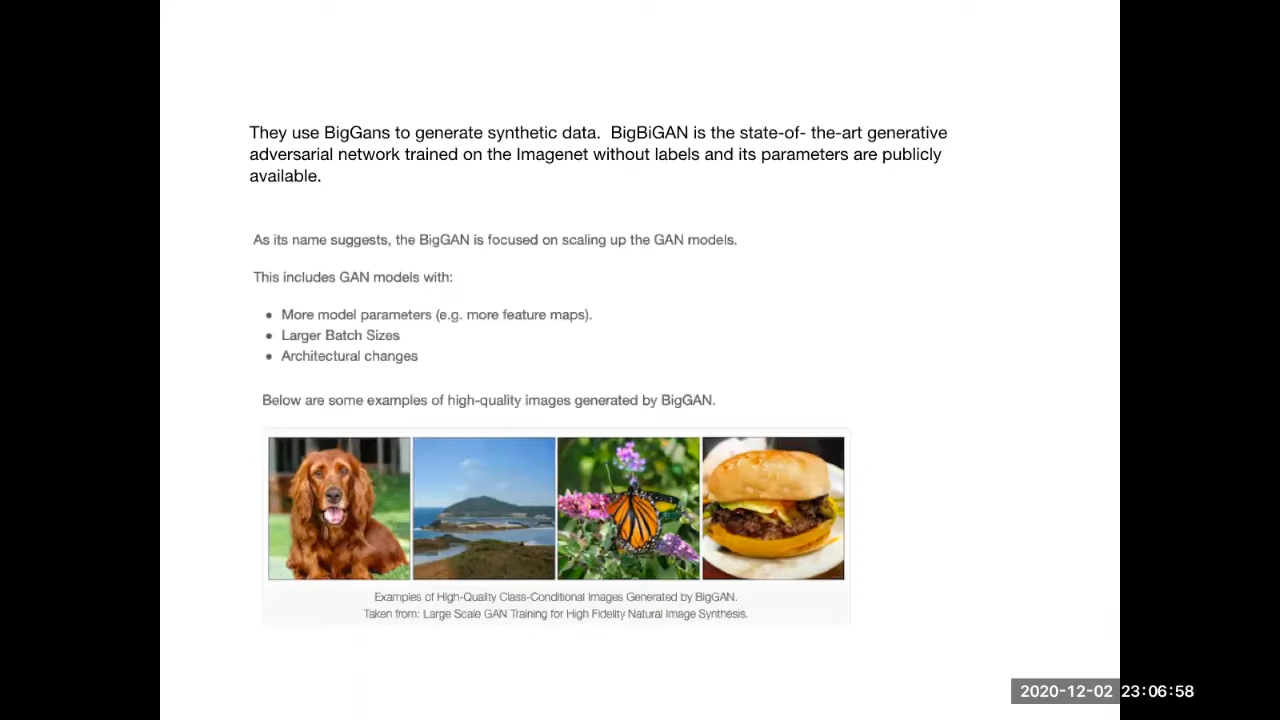 They use BigGans to generate synthetic data. BigBiGAN is the state-of- the-art generative
adversarial network trained on the Imagenet without labels and its parameters are publicly
available.
As its name suggests, the BigGAN is focused on scaling up the GAN models.
This includes GAN models with:
• More model parameters (e.g. more feature maps).
• Larger Batch Sizes
• Architectural changes
Below are some examples of high-quality images generated by BigGAN.
Examples of High-Quality Class-Conditional Images Generated by BigGAN.
Taken from: Large Scale GAN Training for High Fidelity Natural Image Synthesis.
2020-12-02 23:06:58